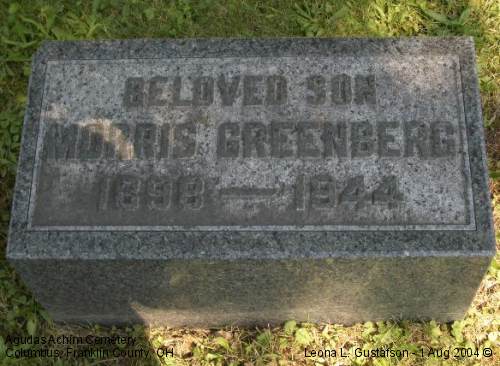 BELOVED SON
MORRIS GREENBERG
1898 — 1944
Agudas Achim Cemetery
Columbus, Franklin County, OH
Leona L. Gustafson - 1 Aug 2004 ©